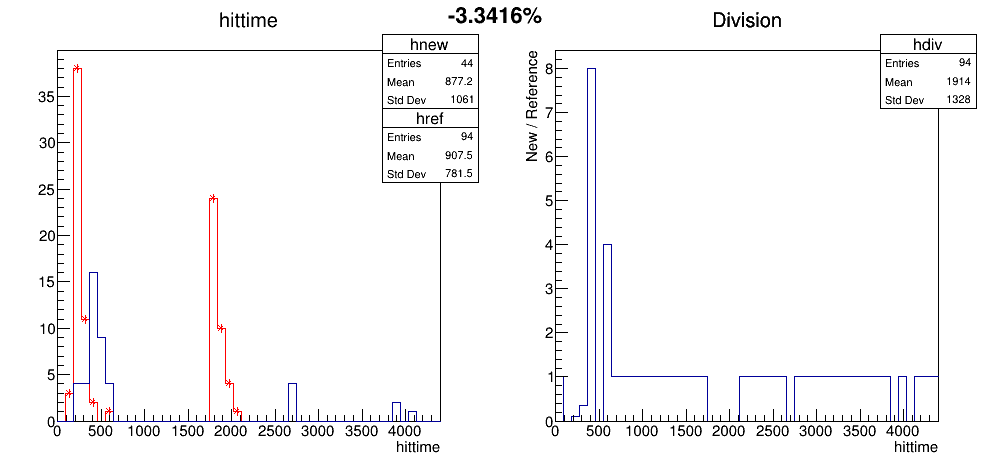 -3.3416%
hittime
hnew
Entries 44
Mean 877.2
Std Dev 1061
href
Entries 94
Mean 907.5
Std Dev 781.5
35
30
25
20
15
10
5
0
0 500 1000 1500 2000 2500 3000 3500 4000
hittime
Division
hdiv
Entries 94
Mean 1914
Std Dev 1328
New / Reference
8
7
6
5
4
3
2
1
0
0 500 1000 1500 2000 2500 3000 3500 4000
hittime